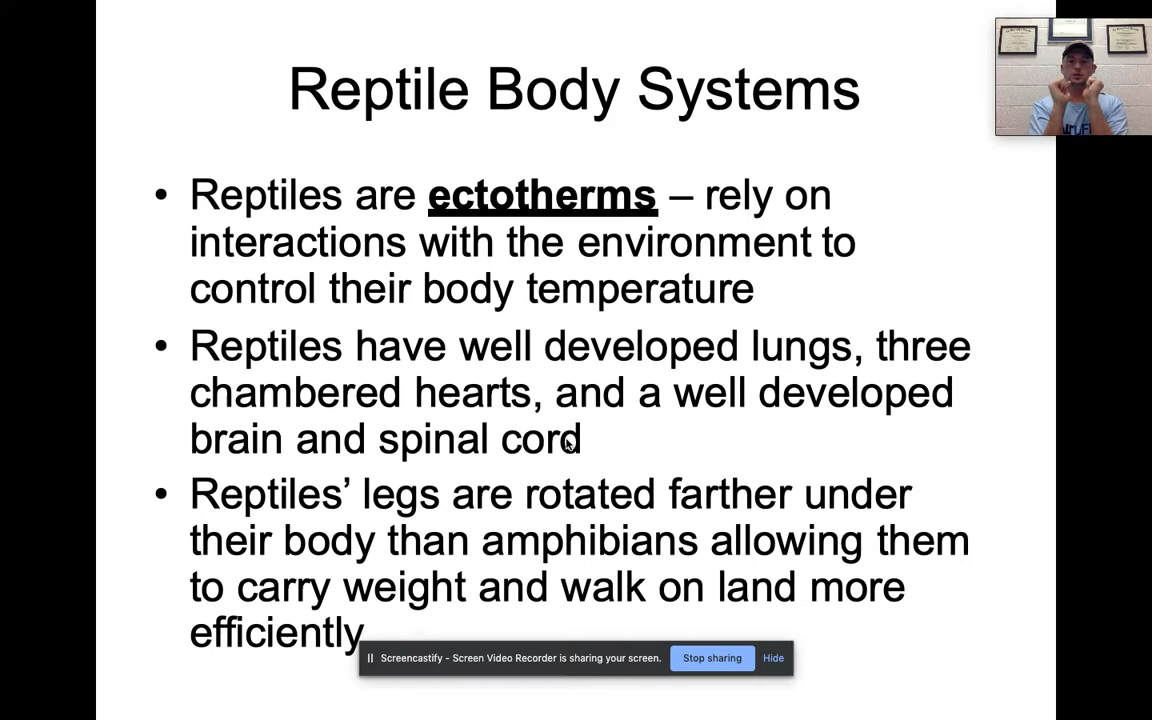 Reptile Body Systems
• Reptiles are ectotherms – rely on
interactions with the environment to
control their body temperature
• Reptiles have well developed lungs, three
chambered hearts, and a well developed
brain and spinal cord
• Reptiles’ legs are rotated farther under
their body than amphibians allowing them
to carry weight and walk on land more
efficiently
Screencastify - Screen Video Recorder is sharing your screen. Stop sharing Hide